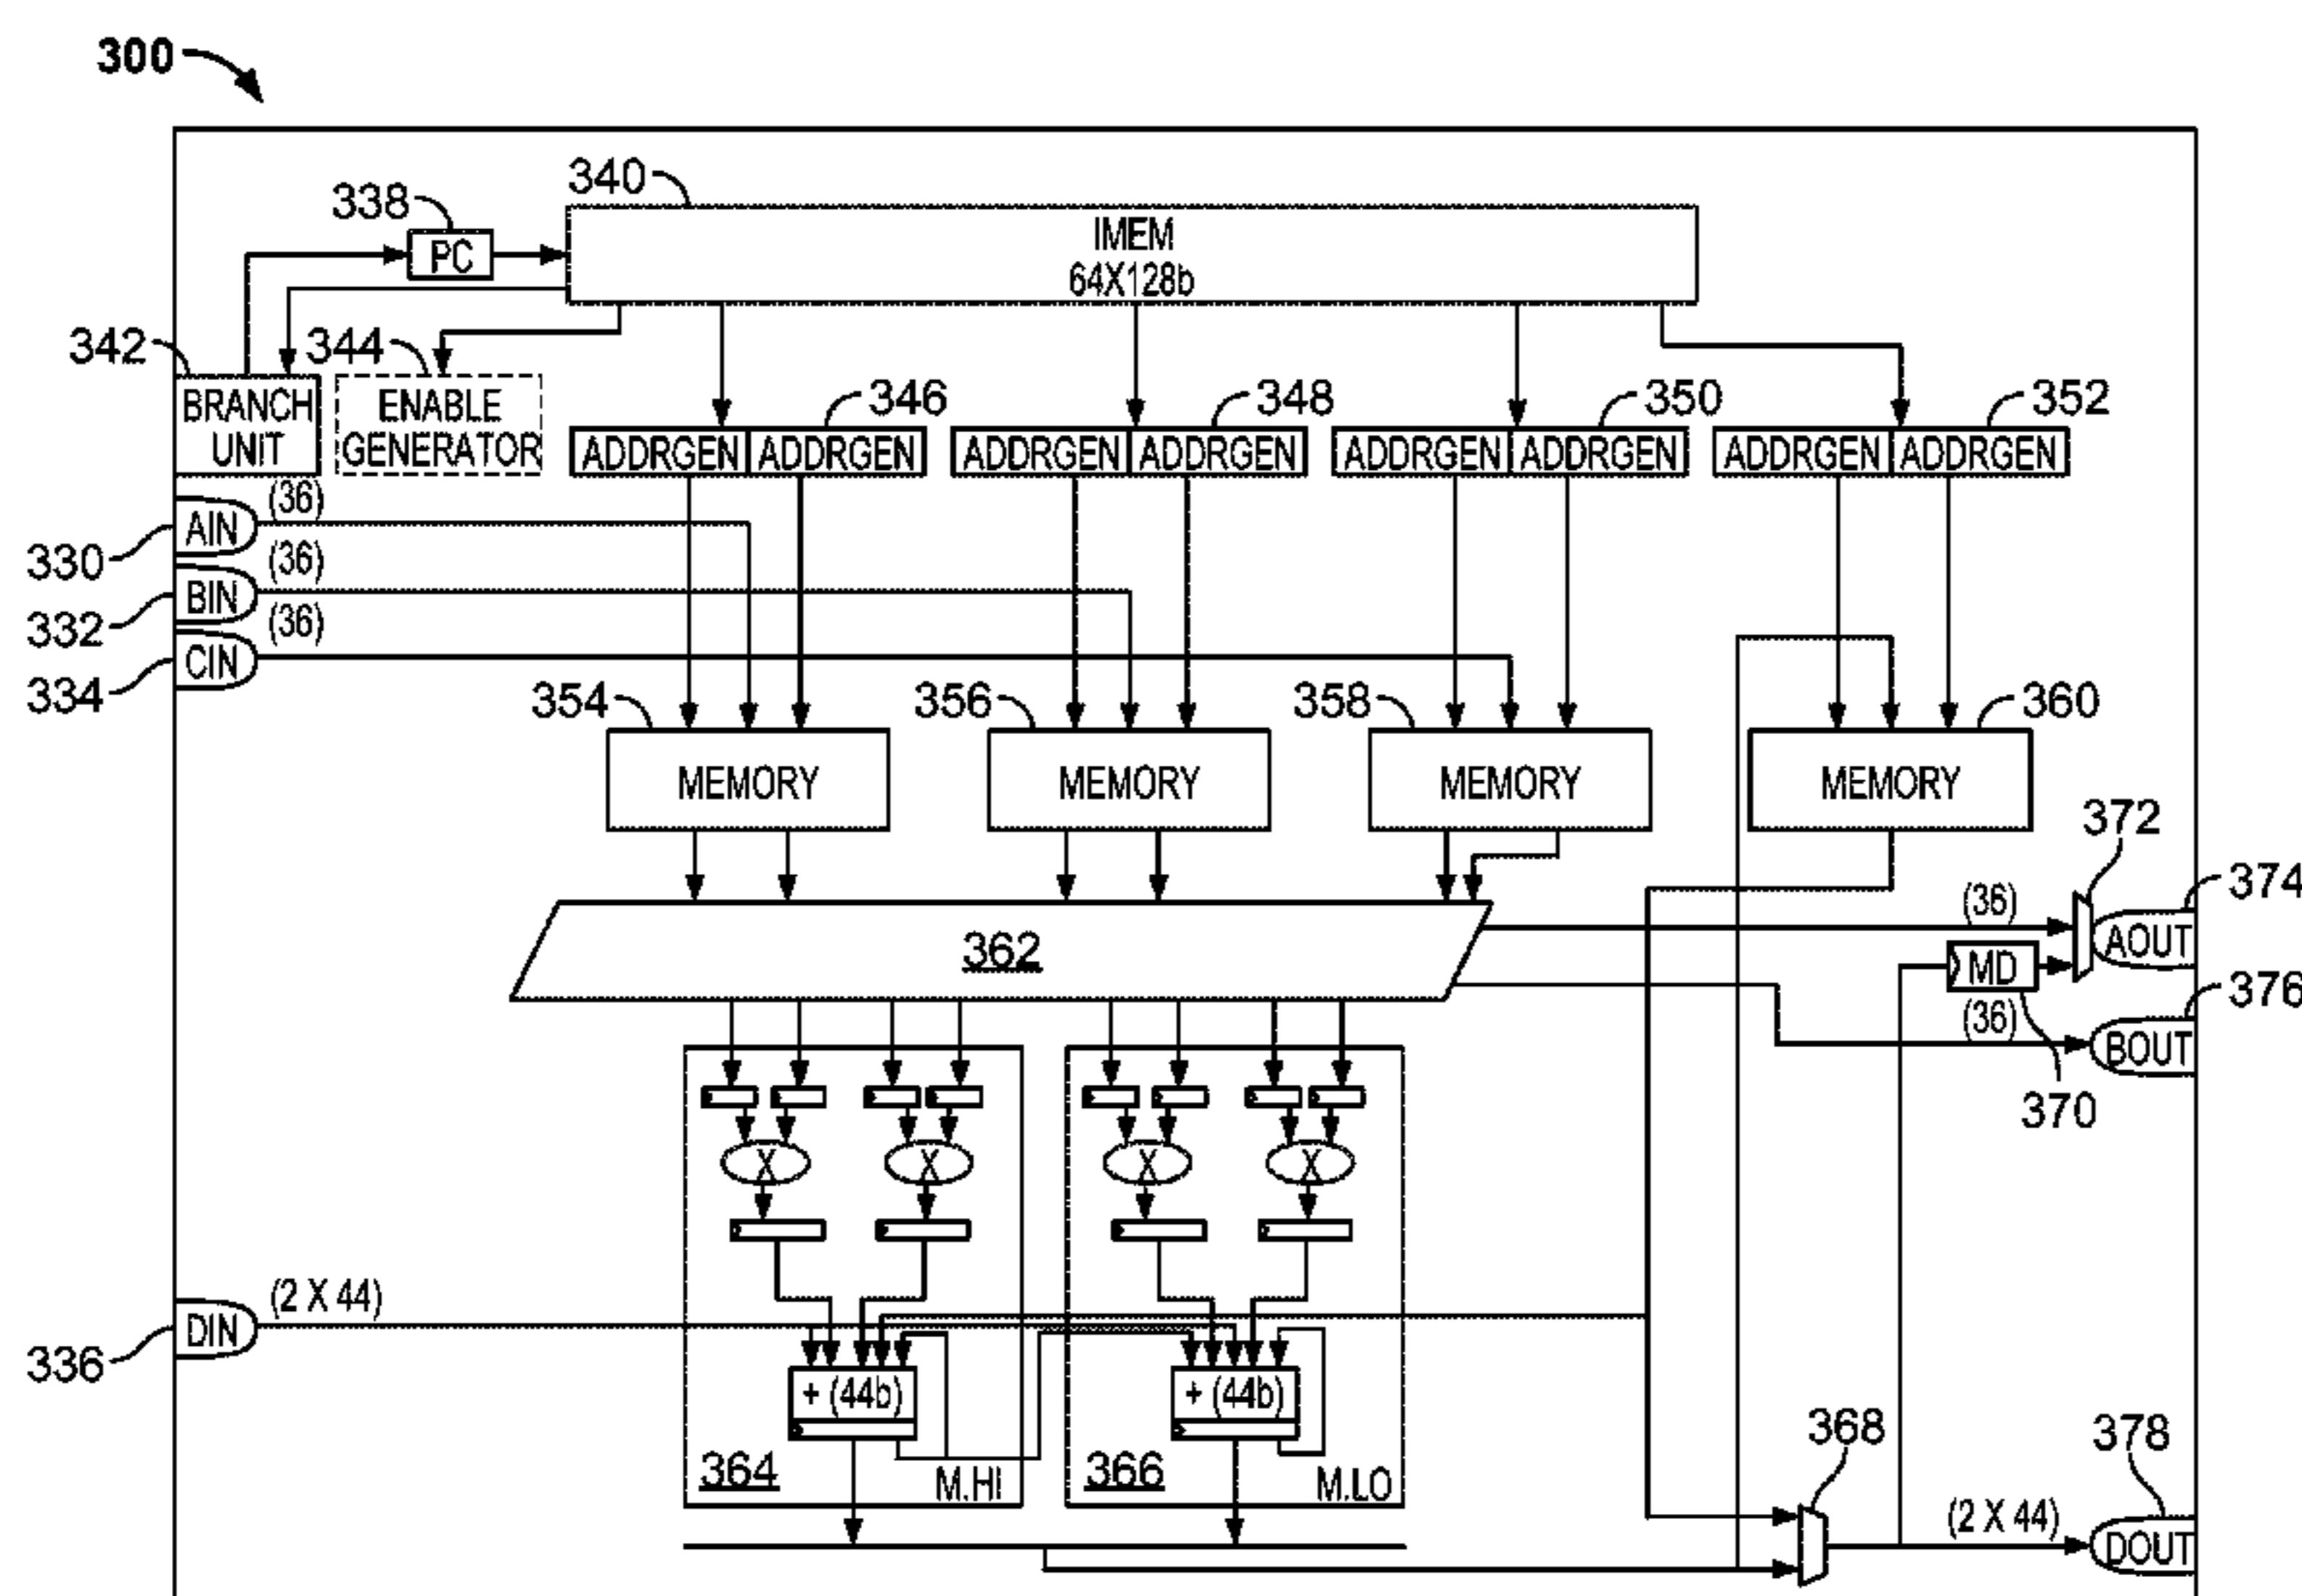 300
340
338
IMEM
PC
64X128b
342
344
BRANCH
UNIT
ENABLE
GENERATOR
346
348
350
352
ADDRGEN ADDRGEN
ADDRGEN ADDRGEN
ADDRGEN ADDRGEN
ADDRGEN ADDRGEN
AIN
(36)
330
BIN
(36)
332
CIN
(36)
334
354
356
358
360
MEMORY
MEMORY
MEMORY
MEMORY
372
374
(36)
AOUT
362
MD
376
(36)
BOUT
370
X
X
X
X
DIN
(2 X 44)
336
+ (44b)
+ (44b)
364
M.HI
366
M.LO
368
378
(2 X 44)
DOUT